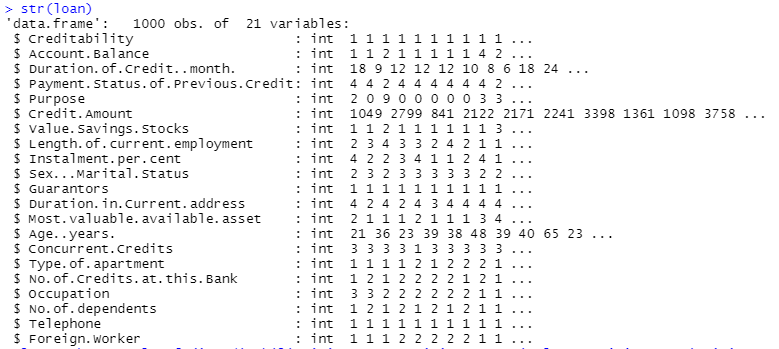 > str(loan)
'data.frame':   1000 obs. of  21 variables:
 $ Creditability                    : int  1 1 1 1 1 1 1 1 1 1 ...
 $ Account.Balance                  : int  1 1 2 1 1 1 1 1 4 2 ...
 $ Duration.of.Credit..month.       : int  18 9 12 12 12 10 8 6 18 24 ...
 $ Payment.Status.of.Previous.Credit: int  4 4 2 4 4 4 4 4 4 2 ...
 $ Purpose                          : int  2 0 9 0 0 0 0 0 3 3 ...
 $ Credit.Amount                    : int  1049 2799 841 2122 2171 2241 3398 1361 1098 3758 ...
 $ Value.Savings.Stocks             : int  1 1 2 1 1 1 1 1 1 3 ...
 $ Length.of.current.employment     : int  2 3 4 3 3 2 4 2 1 1 ...
 $ Instalment.per.cent              : int  4 2 2 3 4 1 1 2 4 1 ...
 $ Sex...Marital.Status             : int  2 3 2 3 3 3 3 3 2 2 ...
 $ Guarantors                       : int  1 1 1 1 1 1 1 1 1 1 ...
 $ Duration.in.Current.address      : int  4 2 4 2 4 3 4 4 4 4 ...
 $ Most.valuable.available.asset    : int  2 1 1 1 2 1 1 1 3 4 ...
 $ Age..years.                      : int  21 36 23 39 38 48 39 40 65 23 ...
 $ Concurrent.Credits               : int  3 3 3 3 1 3 3 3 3 3 ...
 $ Type.of.apartment                : int  1 1 1 1 2 1 2 2 2 1 ...
 $ No.of.Credits.at.this.Bank       : int  1 2 1 2 2 2 2 1 2 1 ...
 $ Occupation                       : int  3 3 2 2 2 2 2 2 1 1 ...
 $ No.of.dependents                 : int  1 2 1 2 1 2 1 2 1 1 ...
 $ Telephone                        : int  1 1 1 1 1 1 1 1 1 1 ...
 $ Foreign.Worker                   : int  1 1 1 2 2 2 2 2 1 1 ...